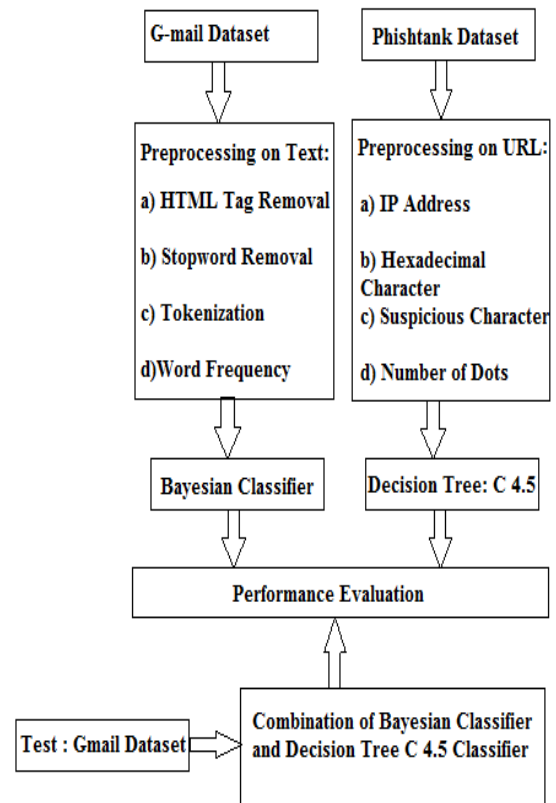 G-mail Dataset
Phishtank Dataset
Preprocessing on Text:
a) HTML Tag Removal
b) Stopword Removal
c) Tokenization
d)Word Frequency
Preprocessing on URL:
a) IP Address
b) Hexadecimal
Character
c) Suspicious Character
d) Number of Dots
Bayesian Classifier
Decision Tree: C 4.5
Performance Evaluation
Test : Gmail Dataset
Combination of Bayesian Classifier
and Decision Tree C 4.5 Classifier